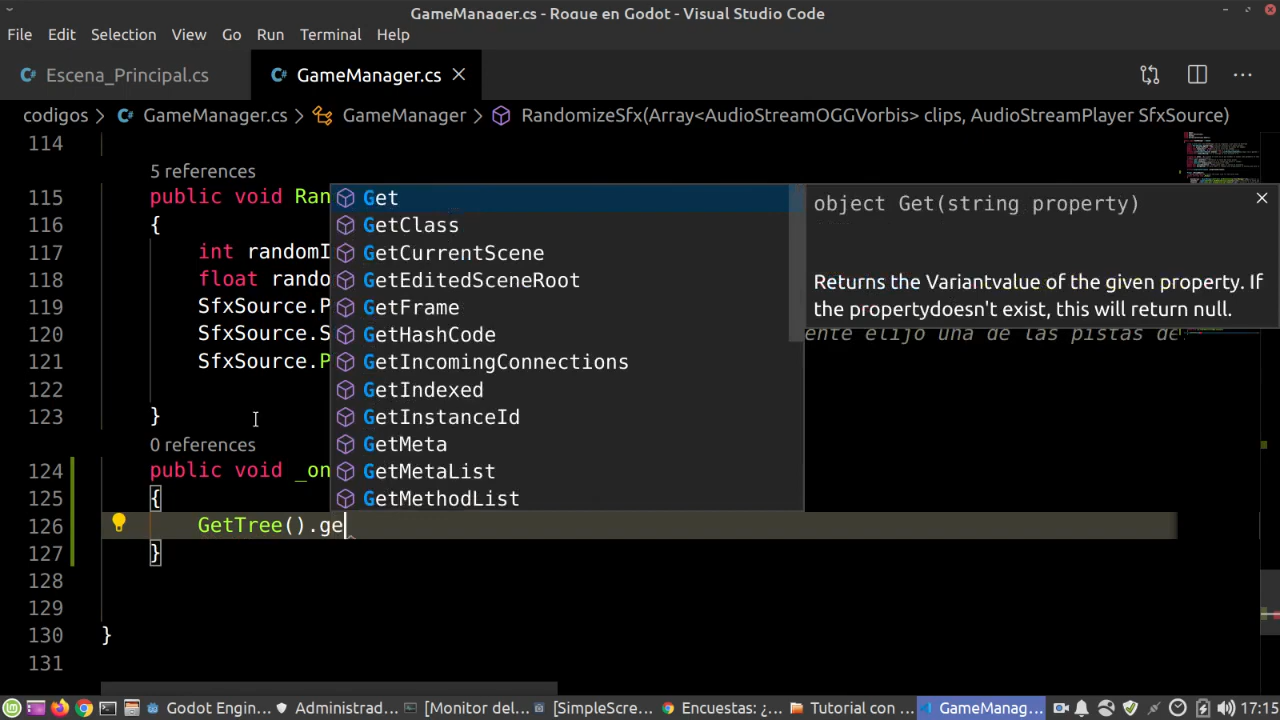 GameManager.cs - Rogue en Godot - Visual Studio Code
File Edit Selection View Go Run Terminal Help
Escena_Principal.cs GameManager.cs
codigos > GameManager.cs > GameManager > RandomizeSfx(Array<AudioStreamOGGVorbis> clips, AudioStreamPlayer SfxSource)
114
5 references
115 public void Ran
116 {
117 int randomI
118 float rando
119 SfxSource.P
120 SfxSource.S ente elijo una de las pistas de
121 SfxSource.P
122
123 }
0 references
124 public void _on
125 {
126 GetTree().ge
127 }
128
129
130 }
131
Get
GetClass
GetCurrentScene
GetEditedSceneRoot
GetFrame
GetHashCode
GetIncomingConnections
GetIndexed
GetInstanceId
GetMeta
GetMetaList
GetMethodList
object Get(string property)
Returns the Variantvalue of the given property. If
the propertydoesn't exist, this will return null.
Godot Engin... Administrad... [Monitor del... [SimpleScre... Encuestas: ¿... Tutorial con ... GameManag... 17:15